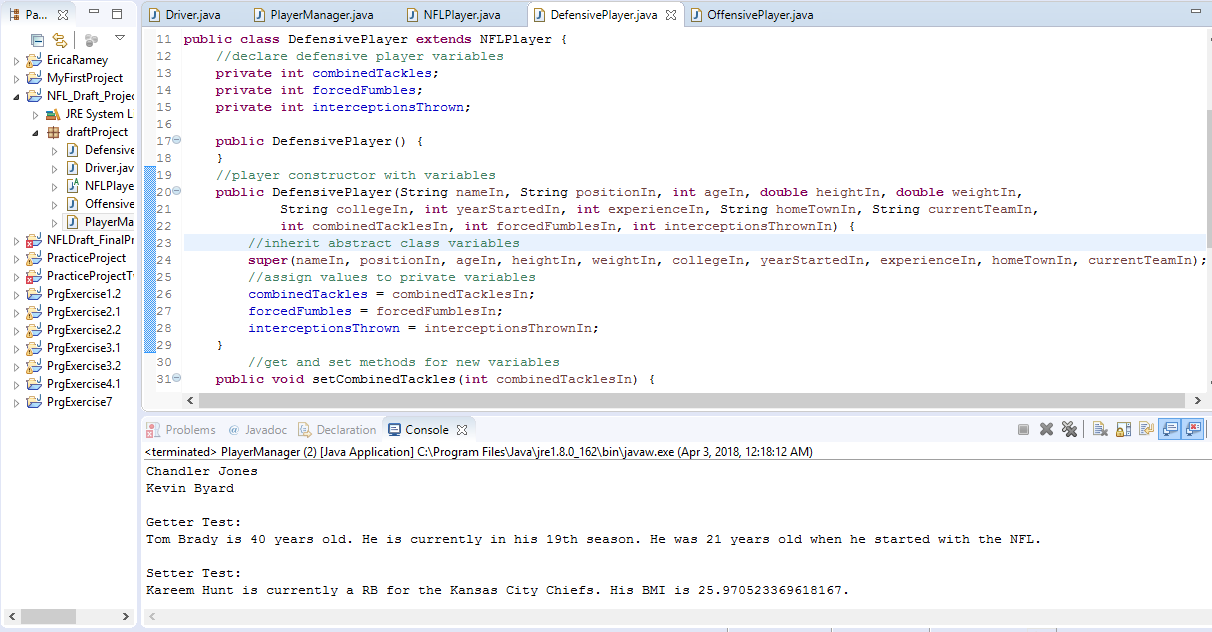 Pa...
Driver.java
PlayerManager.java
NFLPlayer.java
DefensivePlayer.java
OffensivePlayer.java
EricaRamey
MyFirstProject
NFL_Draft_Projec
JRE System L
draftProject
Defensive
Driver.jav
NFLPlaye
Offensive
PlayerMa
NFLDraft_FinalPr
PracticeProject
PracticeProjectT
PrgExercise1.2
PrgExercise2.1
PrgExercise2.2
PrgExercise3.1
PrgExercise3.2
PrgExercise4.1
PrgExercise7
11 public class DefensivePlayer extends NFLPlayer {
12 //declare defensive player variables
13 private int combinedTackles;
14 private int forcedFumbles;
15 private int interceptionsThrown;
16
17 public DefensivePlayer() {
18 }
19 //player constructor with variables
20 public DefensivePlayer(String nameIn, String positionIn, int ageIn, double heightIn, double weightIn,
21 String collegeIn, int yearStartedIn, int experienceIn, String homeTownIn, String currentTeamIn,
22 int combinedTacklesIn, int forcedFumblesIn, int interceptionsThrownIn) {
23 //inherit abstract class variables
24 super(nameIn, positionIn, ageIn, heightIn, weightIn, collegeIn, yearStartedIn, experienceIn, homeTownIn, currentTeamIn);
25 //assign values to private variables
26 combinedTackles = combinedTacklesIn;
27 forcedFumbles = forcedFumblesIn;
28 interceptionsThrown = interceptionsThrownIn;
29 }
30 //get and set methods for new variables
31 public void setCombinedTackles(int combinedTacklesIn) {
Problems @ Javadoc Declaration Console
<terminated> PlayerManager (2) [Java Application] C:\Program Files\Java\jre1.8.0_162\bin\javaw.exe (Apr 3, 2018, 12:18:12 AM)
Chandler Jones
Kevin Byard
Getter Test:
Tom Brady is 40 years old. He is currently in his 19th season. He was 21 years old when he started with the NFL.
Setter Test:
Kareem Hunt is currently a RB for the Kansas City Chiefs. His BMI is 25.970523369618167.